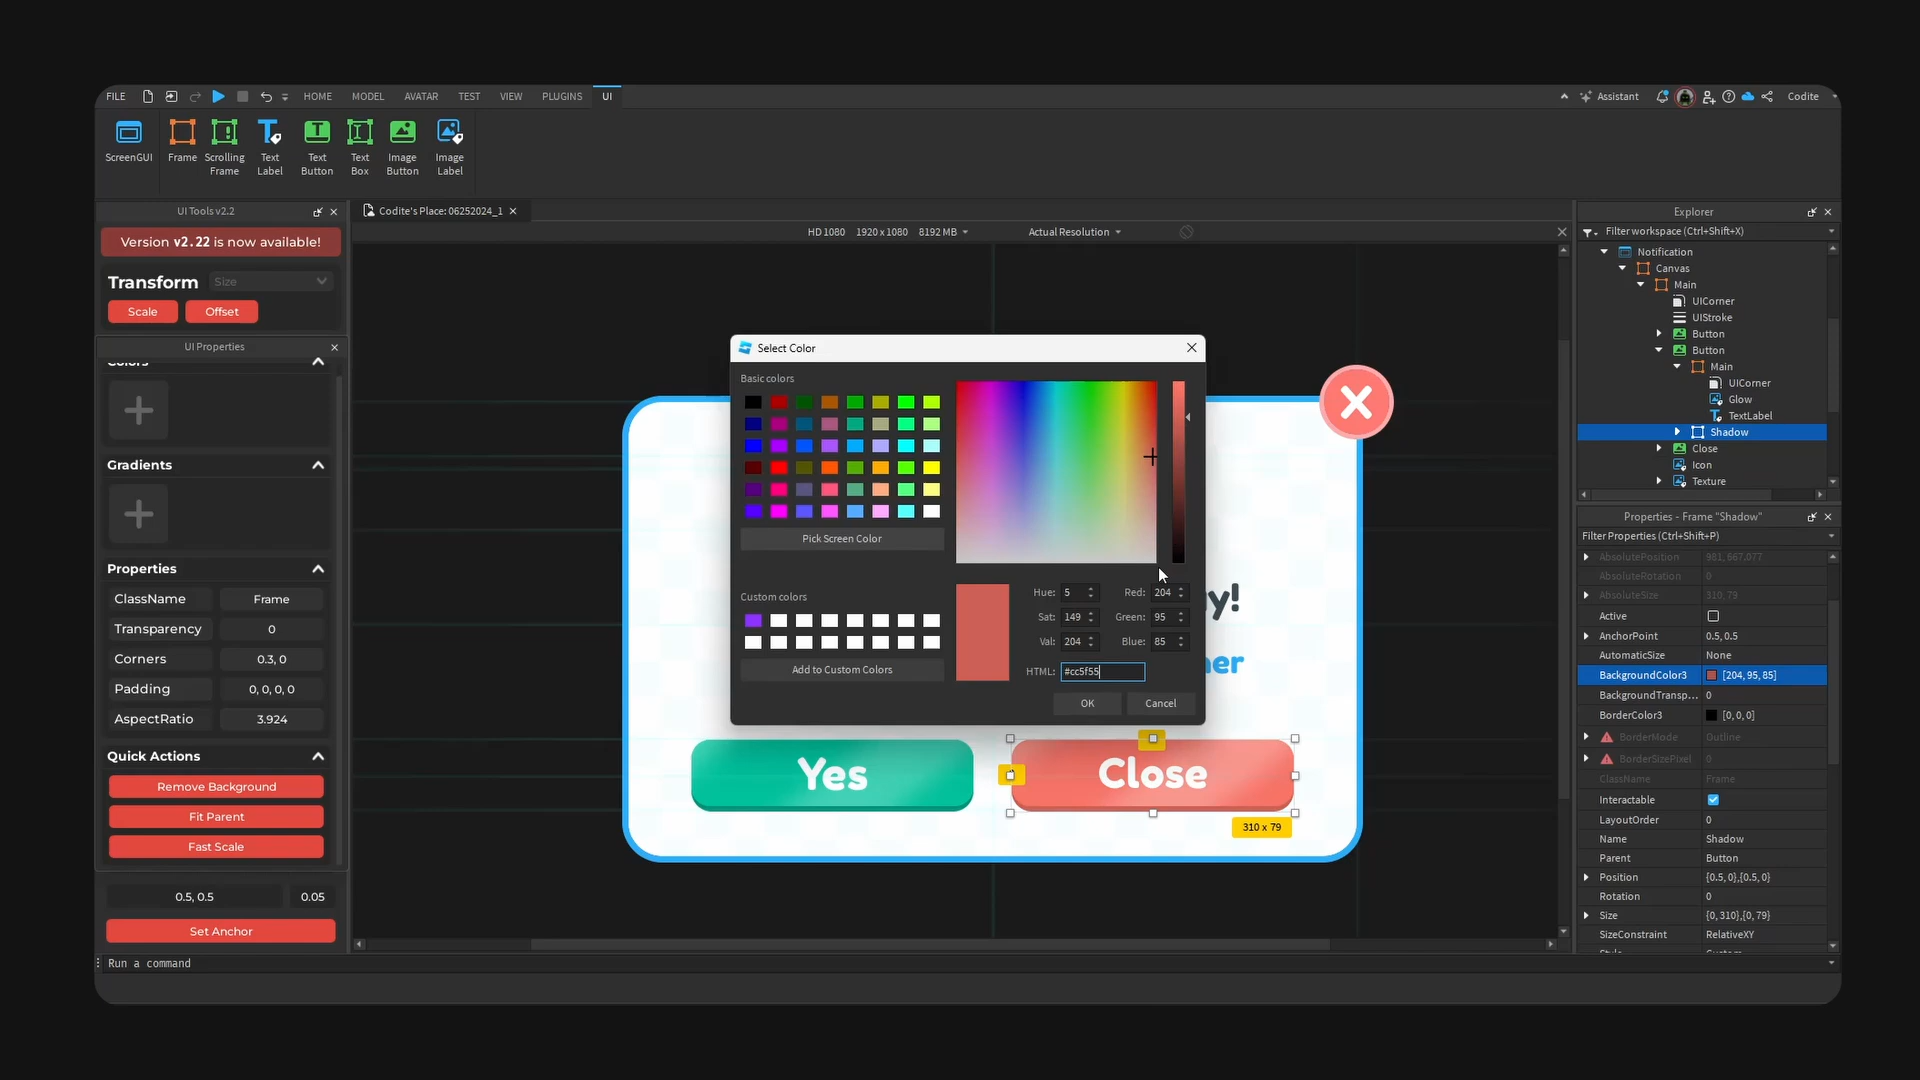 FILE HOME MODEL AVATAR TEST VIEW PLUGINS UI Assistant Codite
ScreenGUI Frame Scrolling Frame Text Label Text Button Text Box Image Button Image Label
UI Tools v2.2
Version v2.22 is now available!
Transform Size
Scale Offset
UI Properties
Colors
Gradients
Properties
ClassName Frame
Transparency 0
Corners 0.3, 0
Padding 0, 0, 0, 0
AspectRatio 3.924
Quick Actions
Remove Background
Fit Parent
Fast Scale
0.5, 0.5 0.05
Set Anchor
Run a command
Codite's Place: 06252024_1
HD 1080 1920 x 1080 8192 MB Actual Resolution
Select Color
Basic colors
Pick Screen Color
Custom colors
Add to Custom Colors
Hue: 5 Red: 204
Sat: 149 Green: 95
Val: 204 Blue: 85
HTML: #cc5f55
OK Cancel
y!
er
Yes Close
310 x 79
Explorer
Filter workspace (Ctrl+Shift+X)
Notification
Canvas
Main
UICorner
UIStroke
Button
Button
Main
UICorner
Glow
TextLabel
Shadow
Close
Icon
Texture
Properties - Frame "Shadow"
Filter Properties (Ctrl+Shift+P)
AbsolutePosition 981, 667.077
AbsoluteRotation 0
AbsoluteSize 310, 79
Active
AnchorPoint 0.5, 0.5
AutomaticSize None
BackgroundColor3 [204, 95, 85]
BackgroundTransp... 0
BorderColor3 [0, 0, 0]
BorderMode Outline
BorderSizePixel 0
ClassName Frame
Interactable
LayoutOrder 0
Name Shadow
Parent Button
Position {0.5, 0},{0.5, 0}
Rotation 0
Size {0, 310},{0, 79}
SizeConstraint RelativeXY